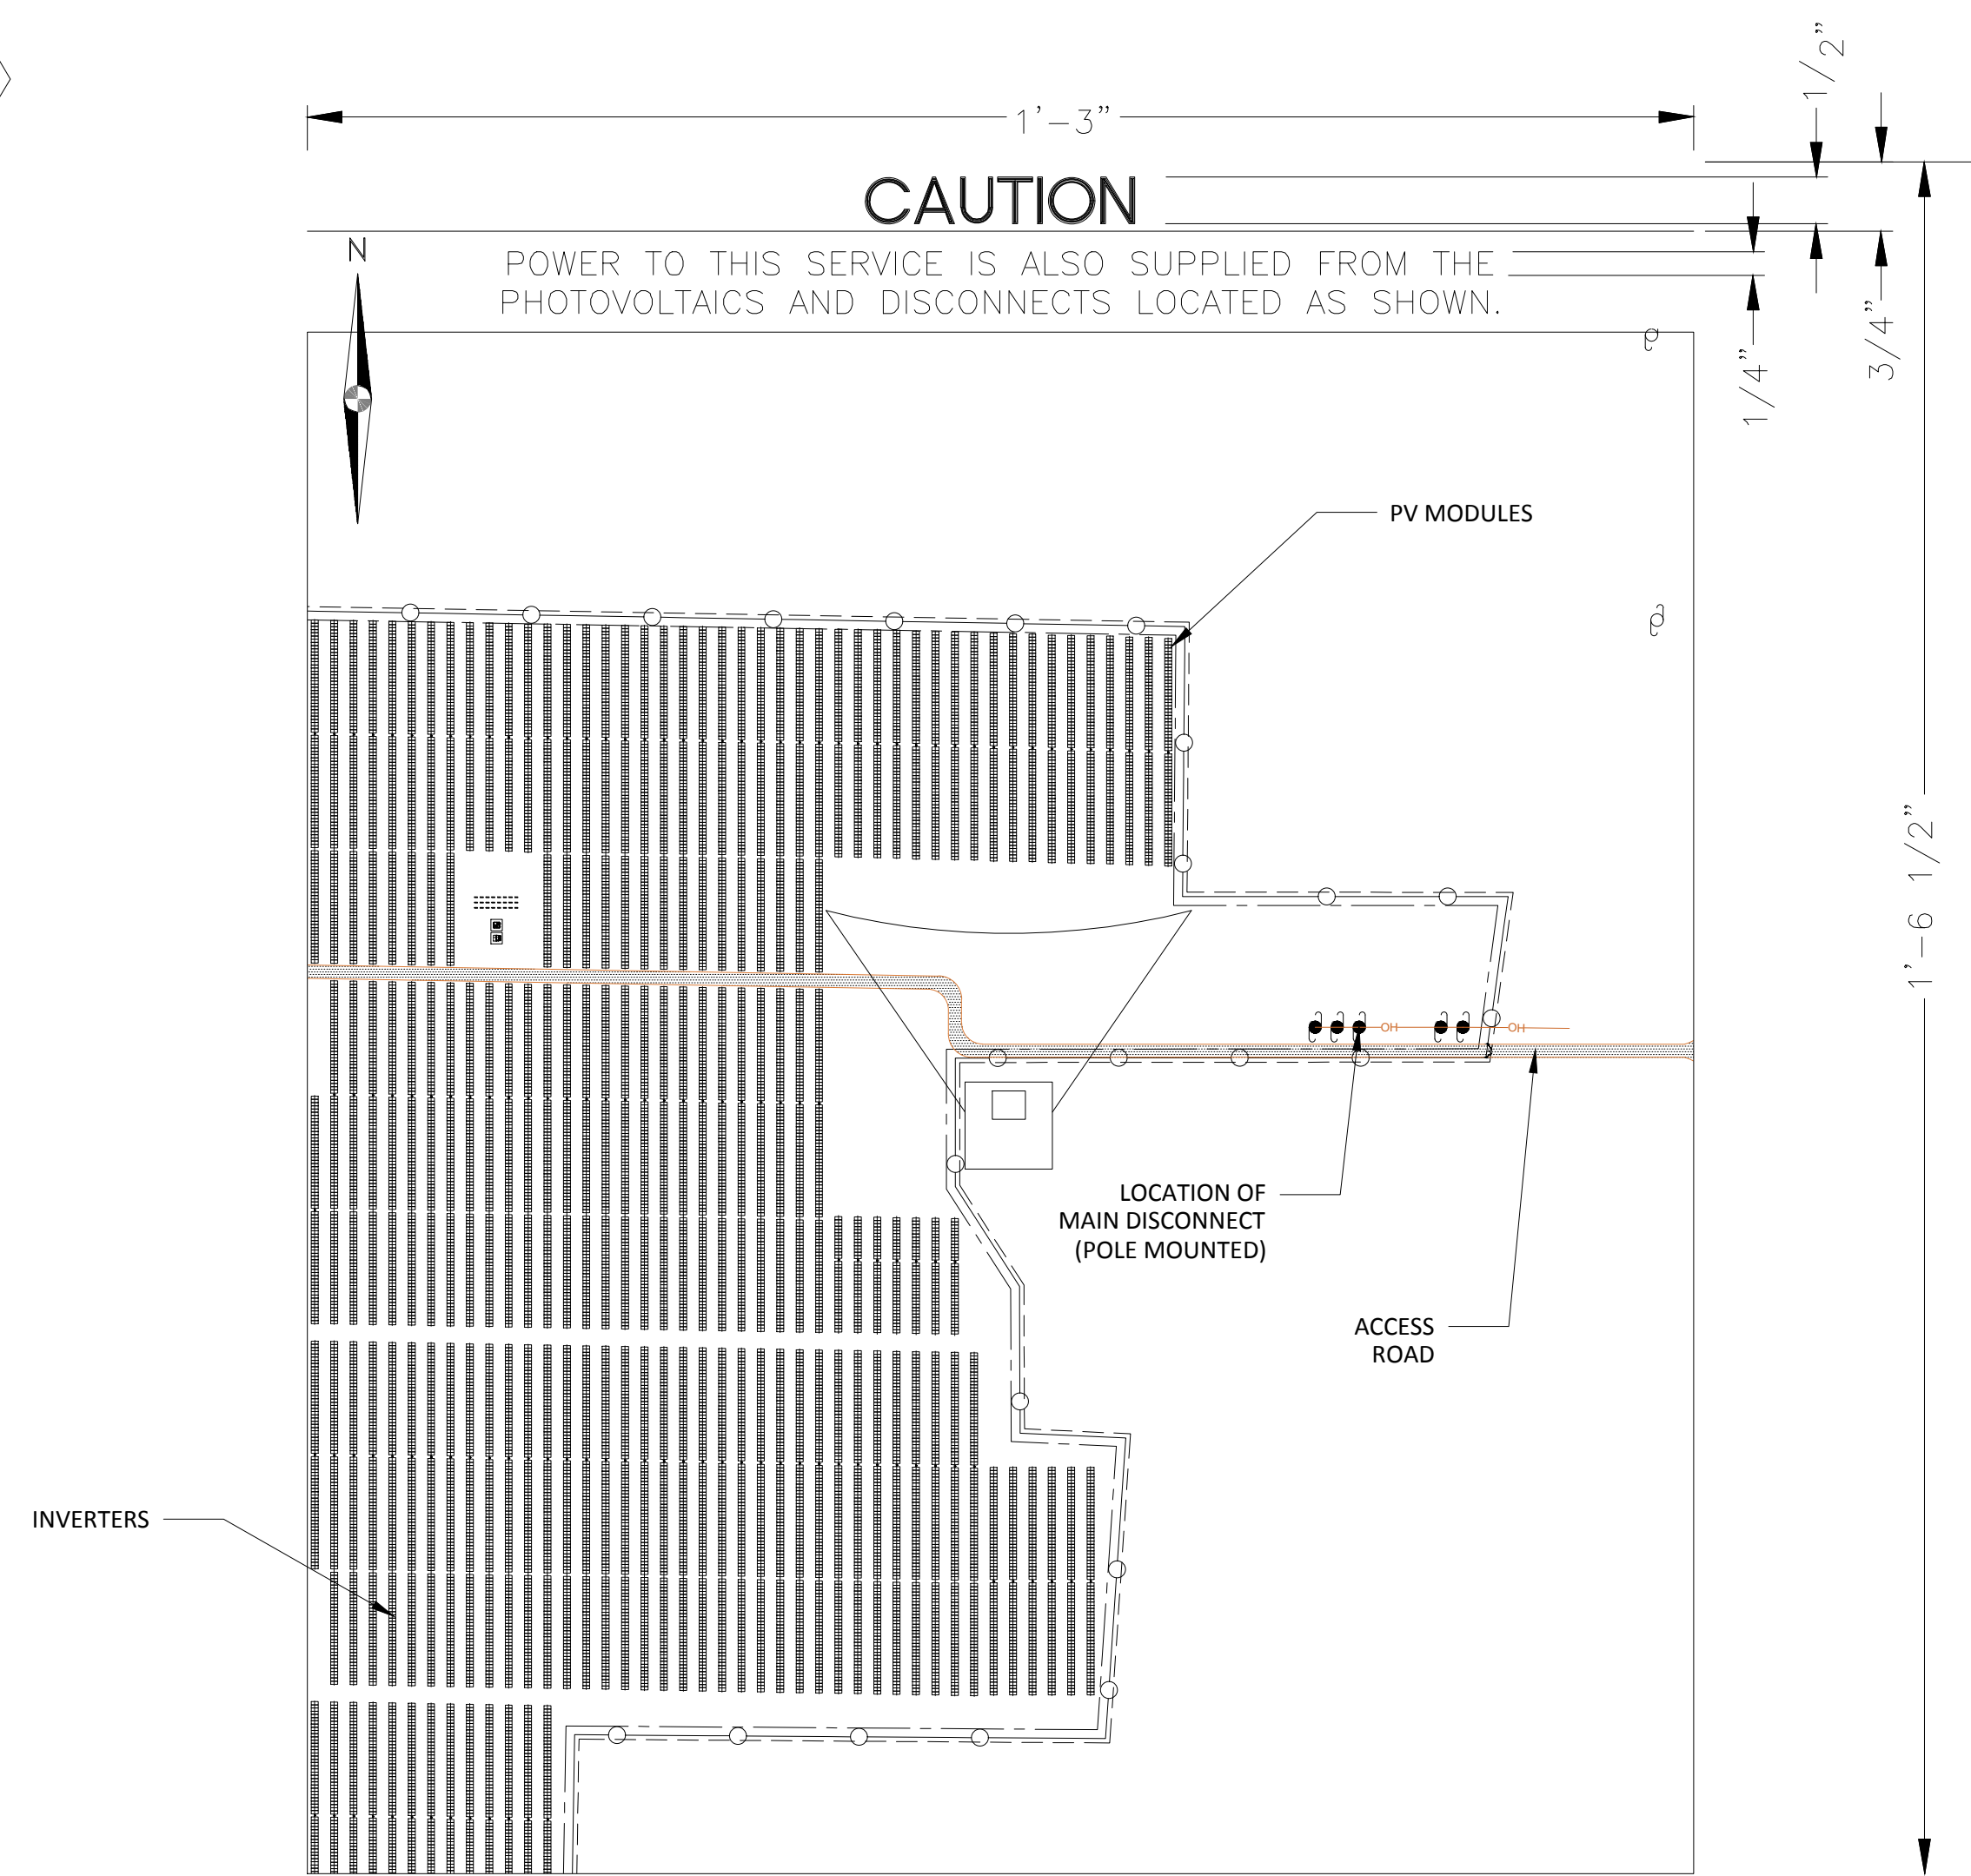 1/2"
1'-3"
CAUTION
N
POWER TO THIS SERVICE IS ALSO SUPPLIED FROM THE
PHOTOVOLTAICS AND DISCONNECTS LOCATED AS SHOWN.
1/4"
3/4"
PV MODULES
1'-6 1/2"
OH
OH
LOCATION OF
MAIN DISCONNECT
(POLE MOUNTED)
ACCESS
ROAD
INVERTERS